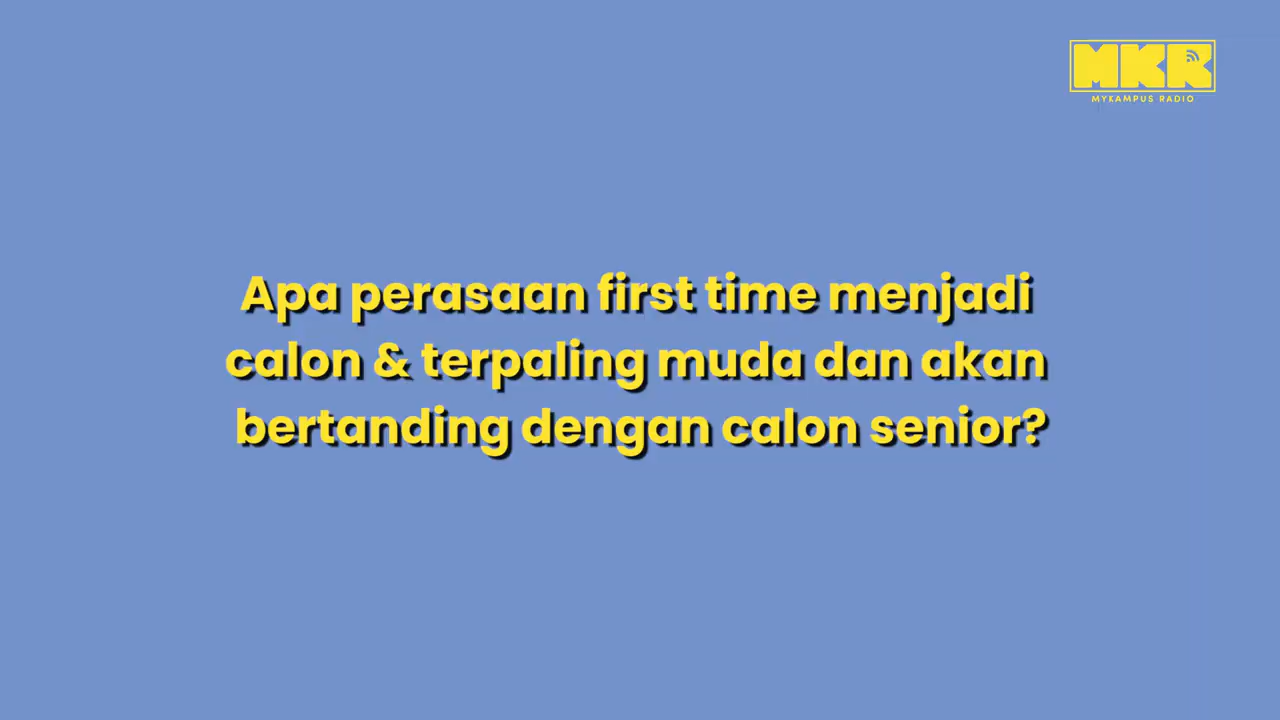 MKR
MYKAMPUS RADIO
Apa perasaan first time menjadi
calon & terpaling muda dan akan
bertanding dengan calon senior?